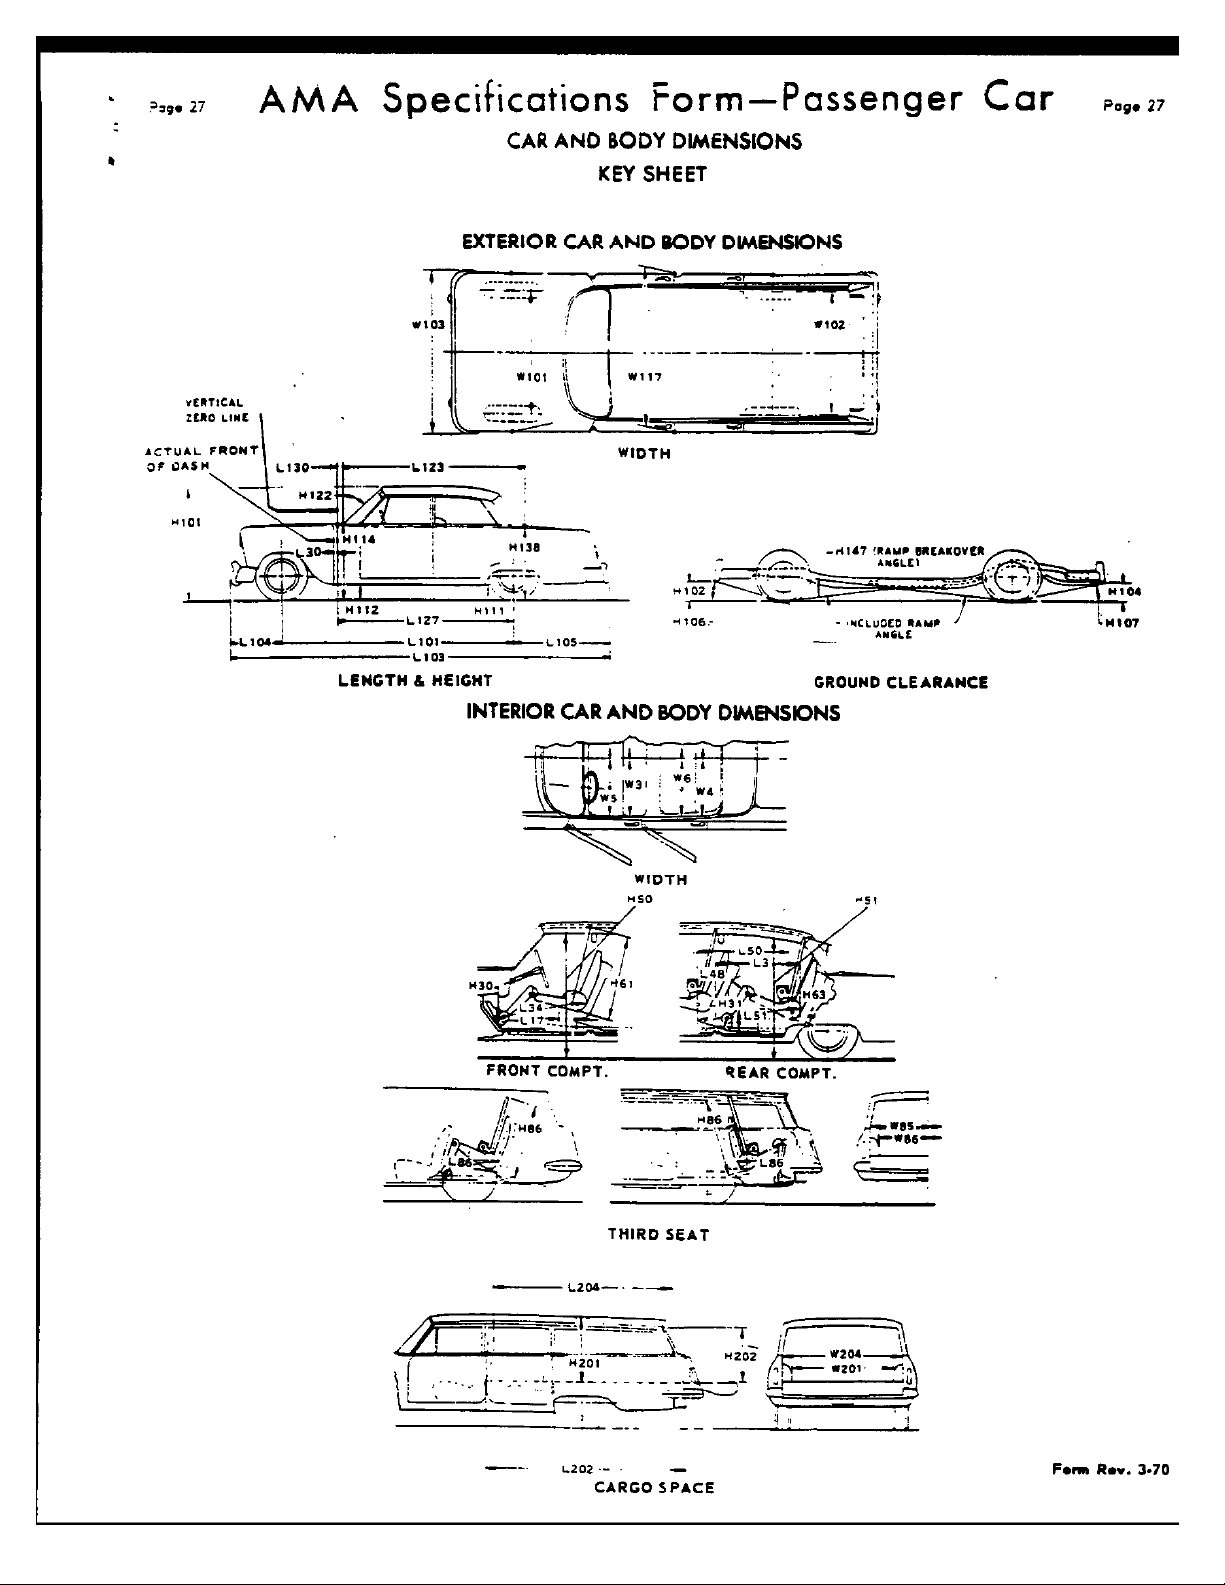 Page 27 AMA Specifications Form—Passenger Car Page 27
CAR AND BODY DIMENSIONS
KEY SHEET
EXTERIOR CAR AND BODY DIMENSIONS
W103
W102
W101
W117
WIDTH
VERTICAL
ZERO LINE
ACTUAL FRONT
OF DASH
L130
L123
H122
H101
H114
L30
H138
H112
H111
L127
L104
L101
L105
L103
LENGTH & HEIGHT
H147 (RAMP BREAKOVER
ANGLE)
H102
H104
H106
INCLUDED RAMP
ANGLE
H107
GROUND CLEARANCE
INTERIOR CAR AND BODY DIMENSIONS
W5
W31
W6
W4
WIDTH
H50
H51
H30
H61
L34
L17
L50
L3
L48
H31
L51
H63
FRONT COMPT.
REAR COMPT.
H86
L86
H86
L86
W85
W86
THIRD SEAT
L204
H201
H202
W204
W201
L202
CARGO SPACE
Form Rev. 3-70